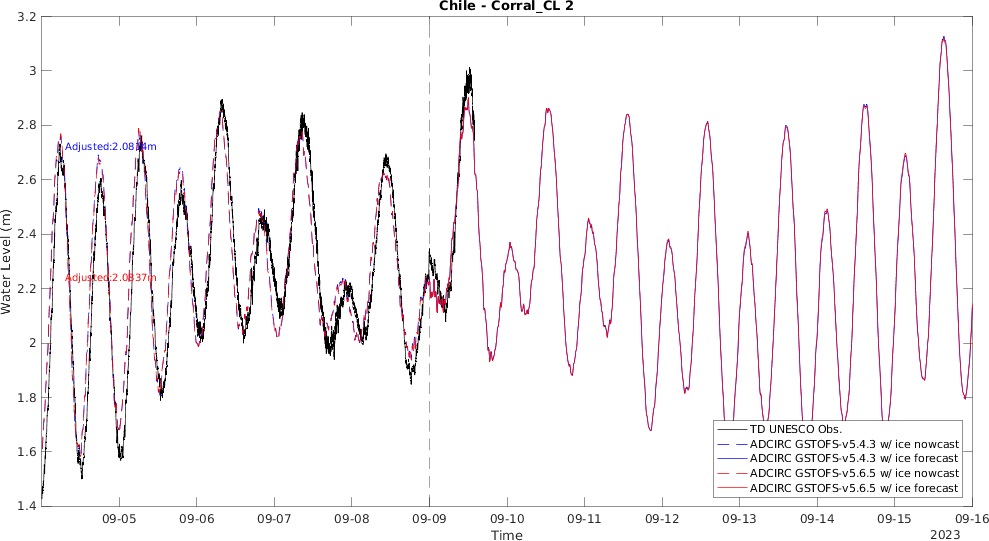 Chile - Corral_CL 2
3.2
3
2.8
2.6
2.4
2.2
2
1.8
1.6
1.4
Water Level (m)
Adjusted:2.0814m
Adjusted:2.0837m
TD UNESCO Obs.
ADCIRC GSTOFS-v5.4.3 w/ ice nowcast
ADCIRC GSTOFS-v5.4.3 w/ ice forecast
ADCIRC GSTOFS-v5.6.5 w/ ice nowcast
ADCIRC GSTOFS-v5.6.5 w/ ice forecast
09-05 09-06 09-07 09-08 09-09 09-10 09-11 09-12 09-13 09-14 09-15 09-16
Time
2023